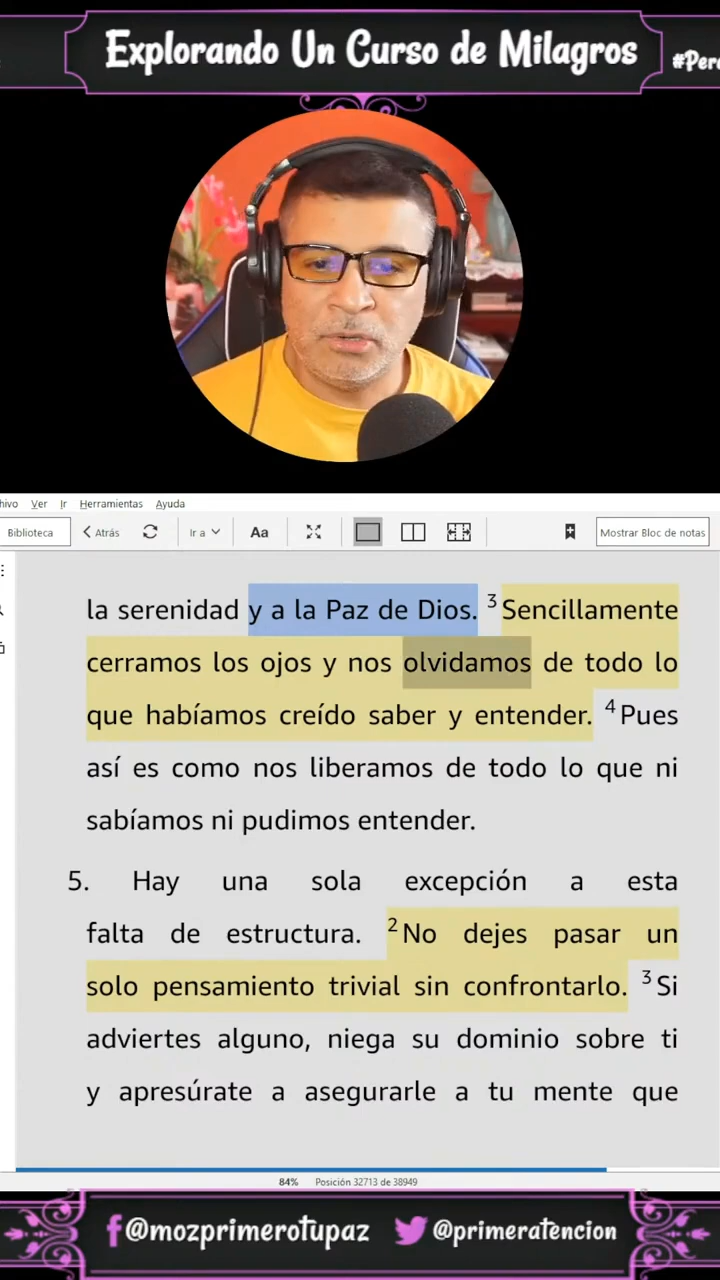 Explorando Un Curso de Milagros
#Perd
hivo Ver Ir Herramientas Ayuda
Biblioteca Atrás Ir a Aa Mostrar Bloc de notas
la serenidad y a la Paz de Dios. 3 Sencillamente
cerramos los ojos y nos olvidamos de todo lo
que habíamos creído saber y entender. 4 Pues
así es como nos liberamos de todo lo que ni
sabíamos ni pudimos entender.
5. Hay una sola excepción a esta
falta de estructura. 2 No dejes pasar un
solo pensamiento trivial sin confrontarlo. 3 Si
adviertes alguno, niega su dominio sobre ti
y apresúrate a asegurarle a tu mente que
84% Posición 32713 de 38949
@mozprimerotupaz @primeratencion